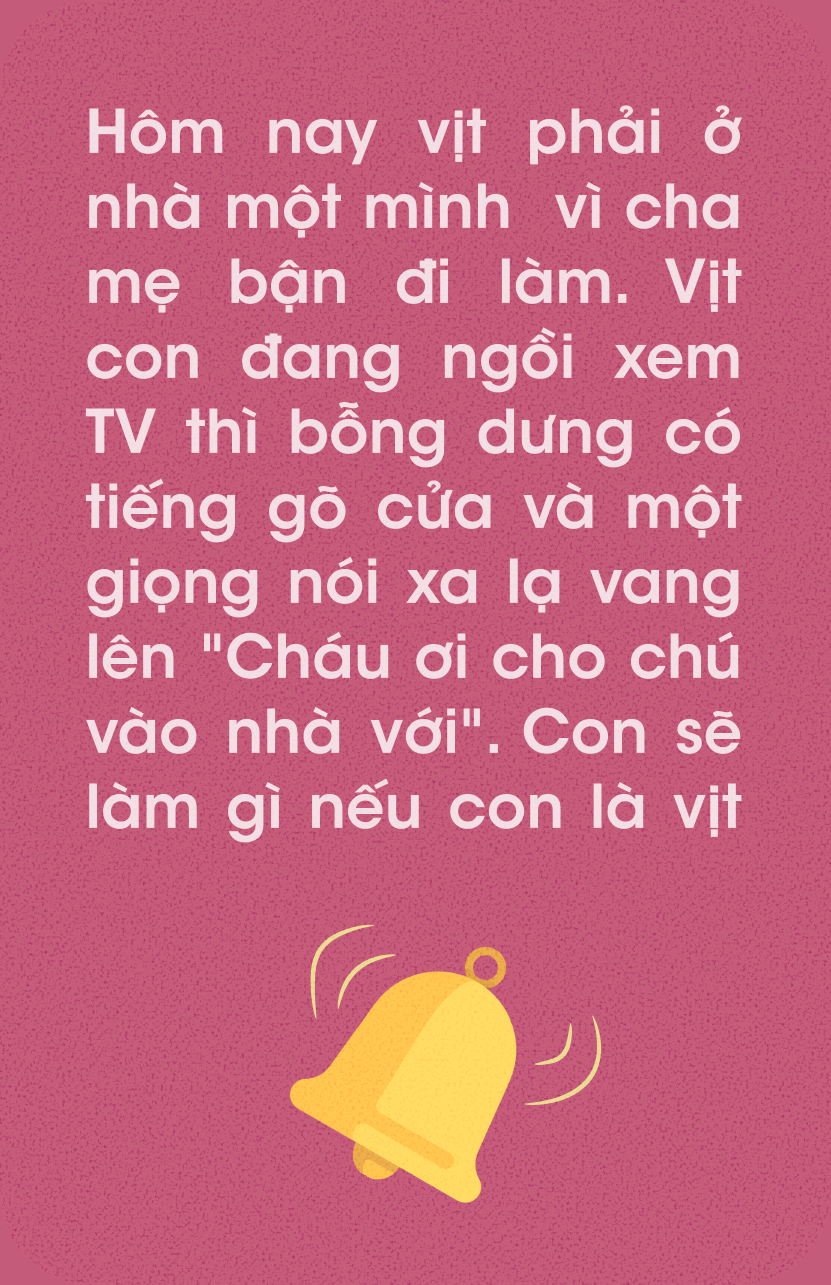 Hôm nay vịt phải ở
nhà một mình vì cha
mẹ bận đi làm. Vịt
con đang ngồi xem
TV thì bỗng dưng có
tiếng gõ cửa và một
giọng nói xa lạ vang
lên "Cháu ơi cho chú
vào nhà với". Con sẽ
làm gì nếu con là vịt